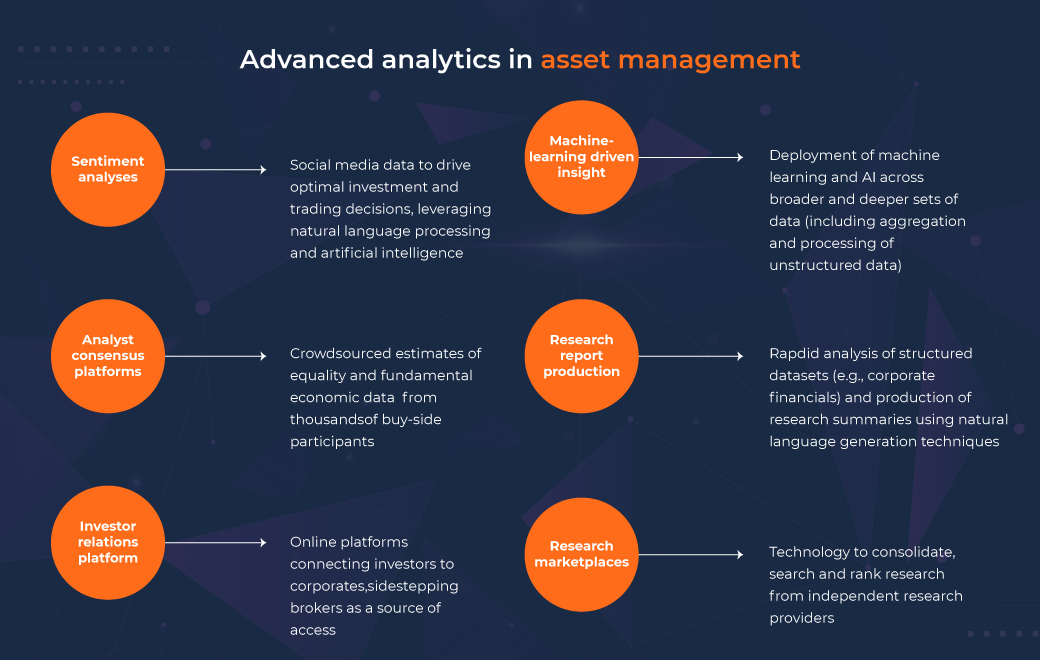 Advanced analytics in asset management
Sentiment
analyses
Social media data to drive
optimal investment and
trading decisions, leveraging
natural language processing
and artificial intelligence
Machine-
learning driven
insight
Deployment of machine
learning and AI across
broader and deeper sets of
data (including aggregation
and processing of
unstructured data)
Analyst
consensus
platforms
Crowdsourced estimates of
equality and fundamental
economic data  from
thousandsof buy-side
participants
Research
report
production
Rapdid analysis of structured
datasets (e.g., corporate
financials) and production of
research summaries using natural
language generation techniques
Investor
relations
platform
Online platforms
connecting investors to
corporates,sidestepping
brokers as a source of
access
Research
marketplaces
Technology to consolidate,
search and rank research
from independent research
providers